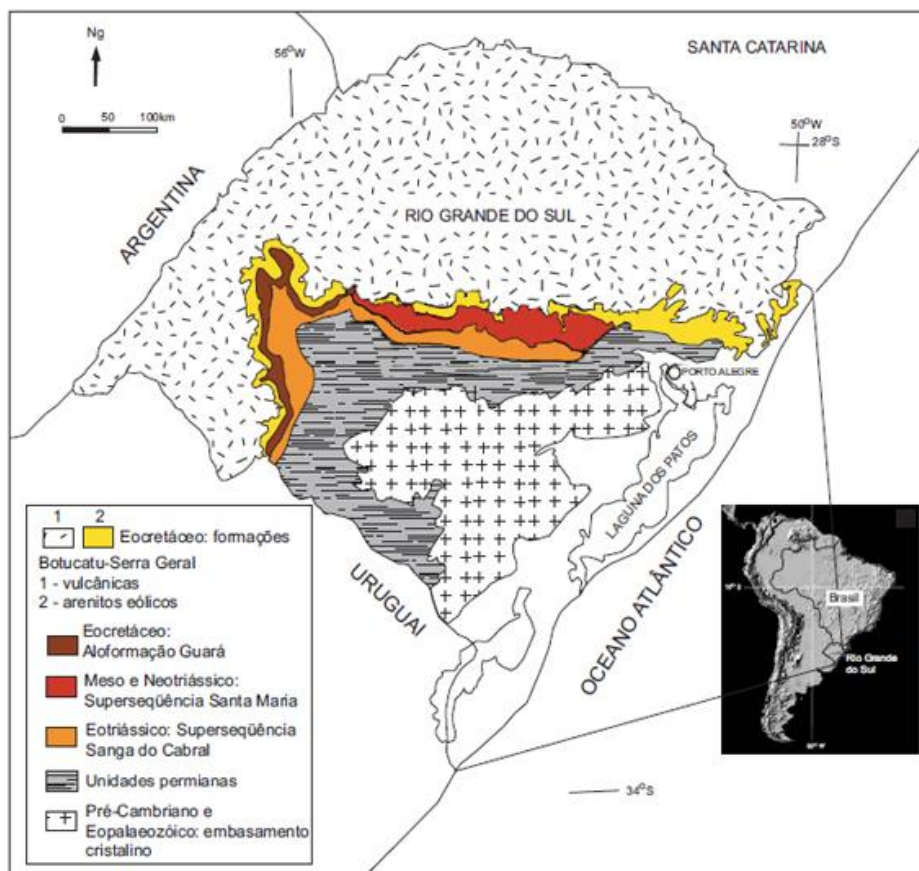 Ng
0 50 100km
56°W
SANTA CATARINA
50°W
28°S
ARGENTINA
RIO GRANDE DO SUL
PORTO ALEGRE
LAGUNA DOS PATOS
OCEANO ATLÂNTICO
URUGUAI
34°S
1 2
Eocretáceo: formações
Botucatu-Serra Geral
1 - vulcânicas
2 - arenitos eólicos
Eocretáceo:
Aloformação Guará
Meso e Neotriássico:
Superseqüência Santa Maria
Eotriássico: Superseqüência
Sanga do Cabral
Unidades permianas
Pré-Cambriano e
Eopalaeozóico: embasamento
cristalino
Brasil
Rio Grande
do Sul